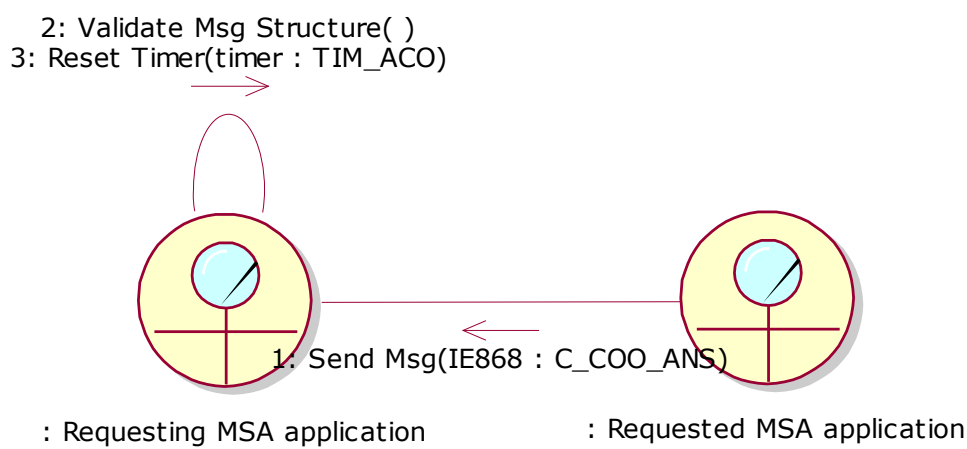 2: Validate Msg Structure( )
3: Reset Timer(timer : TIM_ACO)
1: Send Msg(IE868 : C_COO_ANS)
: Requesting MSA application
: Requested MSA application